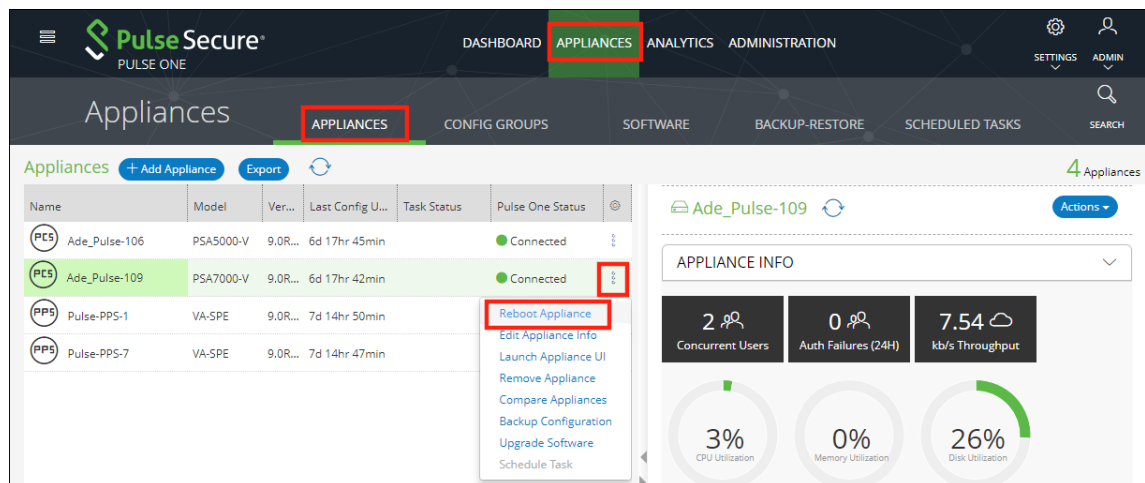 Pulse Secure®
PULSE ONE
DASHBOARD APPLIANCES ANALYTICS ADMINISTRATION
SETTINGS ADMIN
Appliances
APPLIANCES CONFIG GROUPS SOFTWARE BACKUP-RESTORE SCHEDULED TASKS
SEARCH
Appliances + Add Appliance Export
4 Appliances
Name Model Ver... Last Config U... Task Status Pulse One Status
PCS Ade_Pulse-106 PSA5000-V 9.0R... 6d 17hr 45min Connected
PCS Ade_Pulse-109 PSA7000-V 9.0R... 6d 17hr 42min Connected
PPS Pulse-PPS-1 VA-SPE 9.0R... 7d 14hr 50min
PPS Pulse-PPS-7 VA-SPE 9.0R... 7d 14hr 47min
Reboot Appliance
Edit Appliance Info
Launch Appliance UI
Remove Appliance
Compare Appliances
Backup Configuration
Upgrade Software
Schedule Task
Ade_Pulse-109 Actions
APPLIANCE INFO
2
Concurrent Users
0
Auth Failures (24H)
7.54
kb/s Throughput
3%
CPU Utilization
0%
Memory Utilization
26%
Disk Utilization